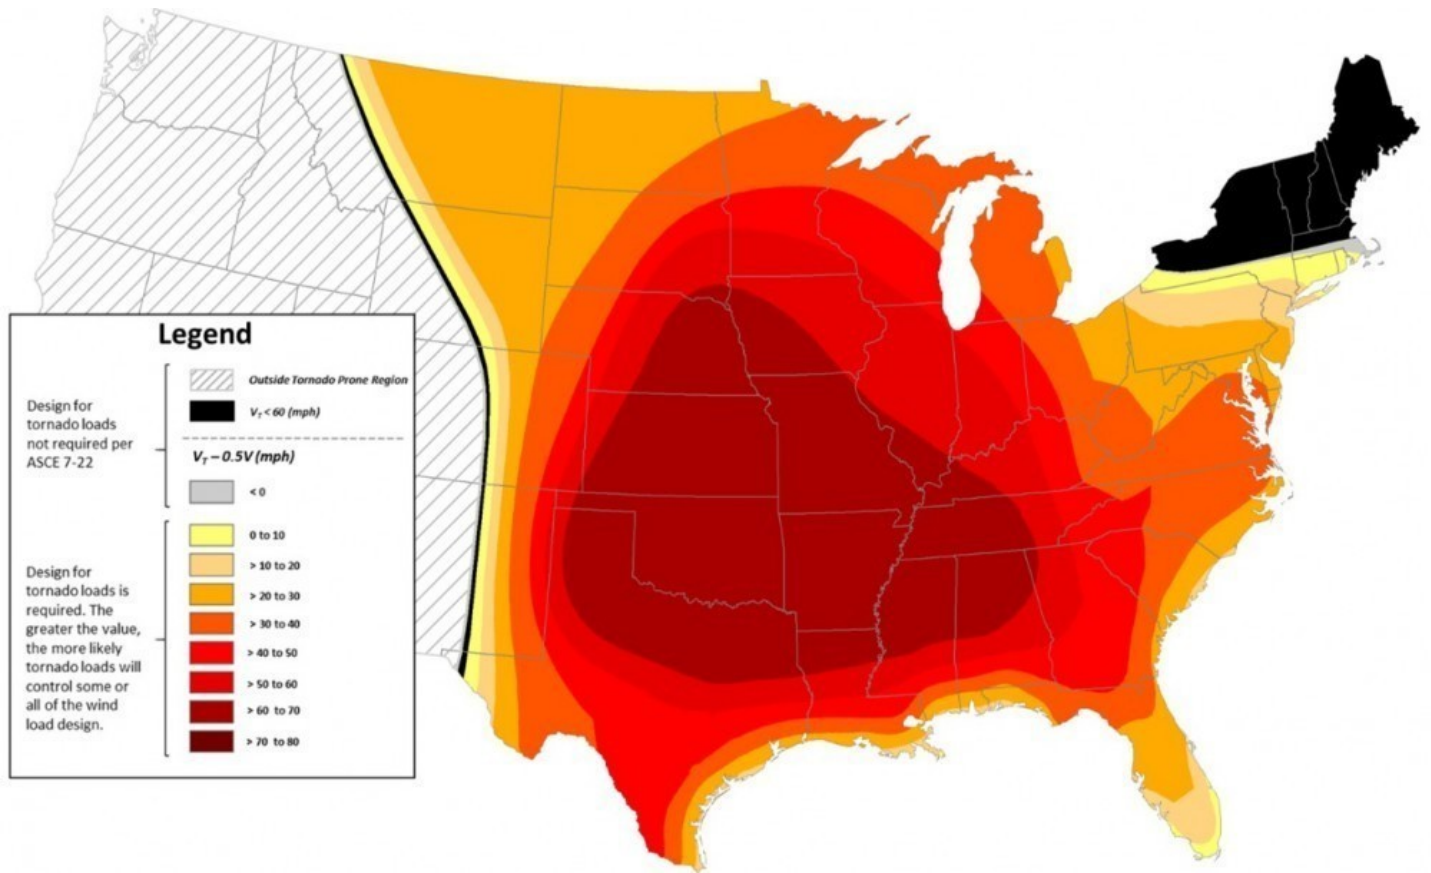 Legend
Design for
tornado loads
not required per
ASCE 7-22
Outside Tornado Prone Region
V_T < 60 (mph)
V_T – 0.5V (mph)
< 0
Design for
tornado loads is
required. The
greater the value,
the more likely
tornado loads will
control some or
all of the wind
load design.
0 to 10
> 10 to 20
> 20 to 30
> 30 to 40
> 40 to 50
> 50 to 60
> 60 to 70
> 70 to 80